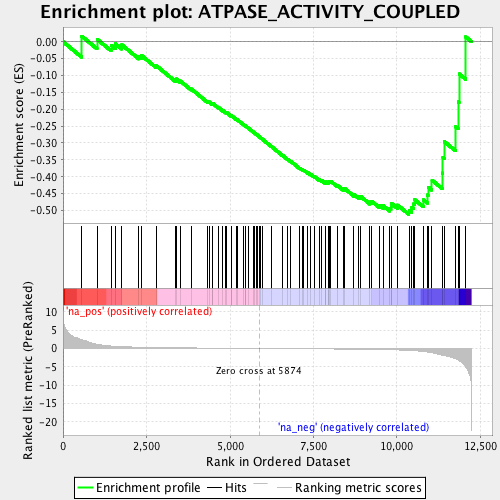 Enrichment plot: ATPASE_ACTIVITY_COUPLED
Enrichment score (ES)
0.00
-0.05
-0.10
-0.15
-0.20
-0.25
-0.30
-0.35
-0.40
-0.45
-0.50
Ranked list metric (PreRanked)
10
5
0
-5
-10
-15
-20
'na_pos' (positively correlated)
Zero cross at 5874
'na_neg' (negatively correlated)
0
2,500
5,000
7,500
10,000
12,500
Rank in Ordered Dataset
Enrichment profile
Hits
Ranking metric scores